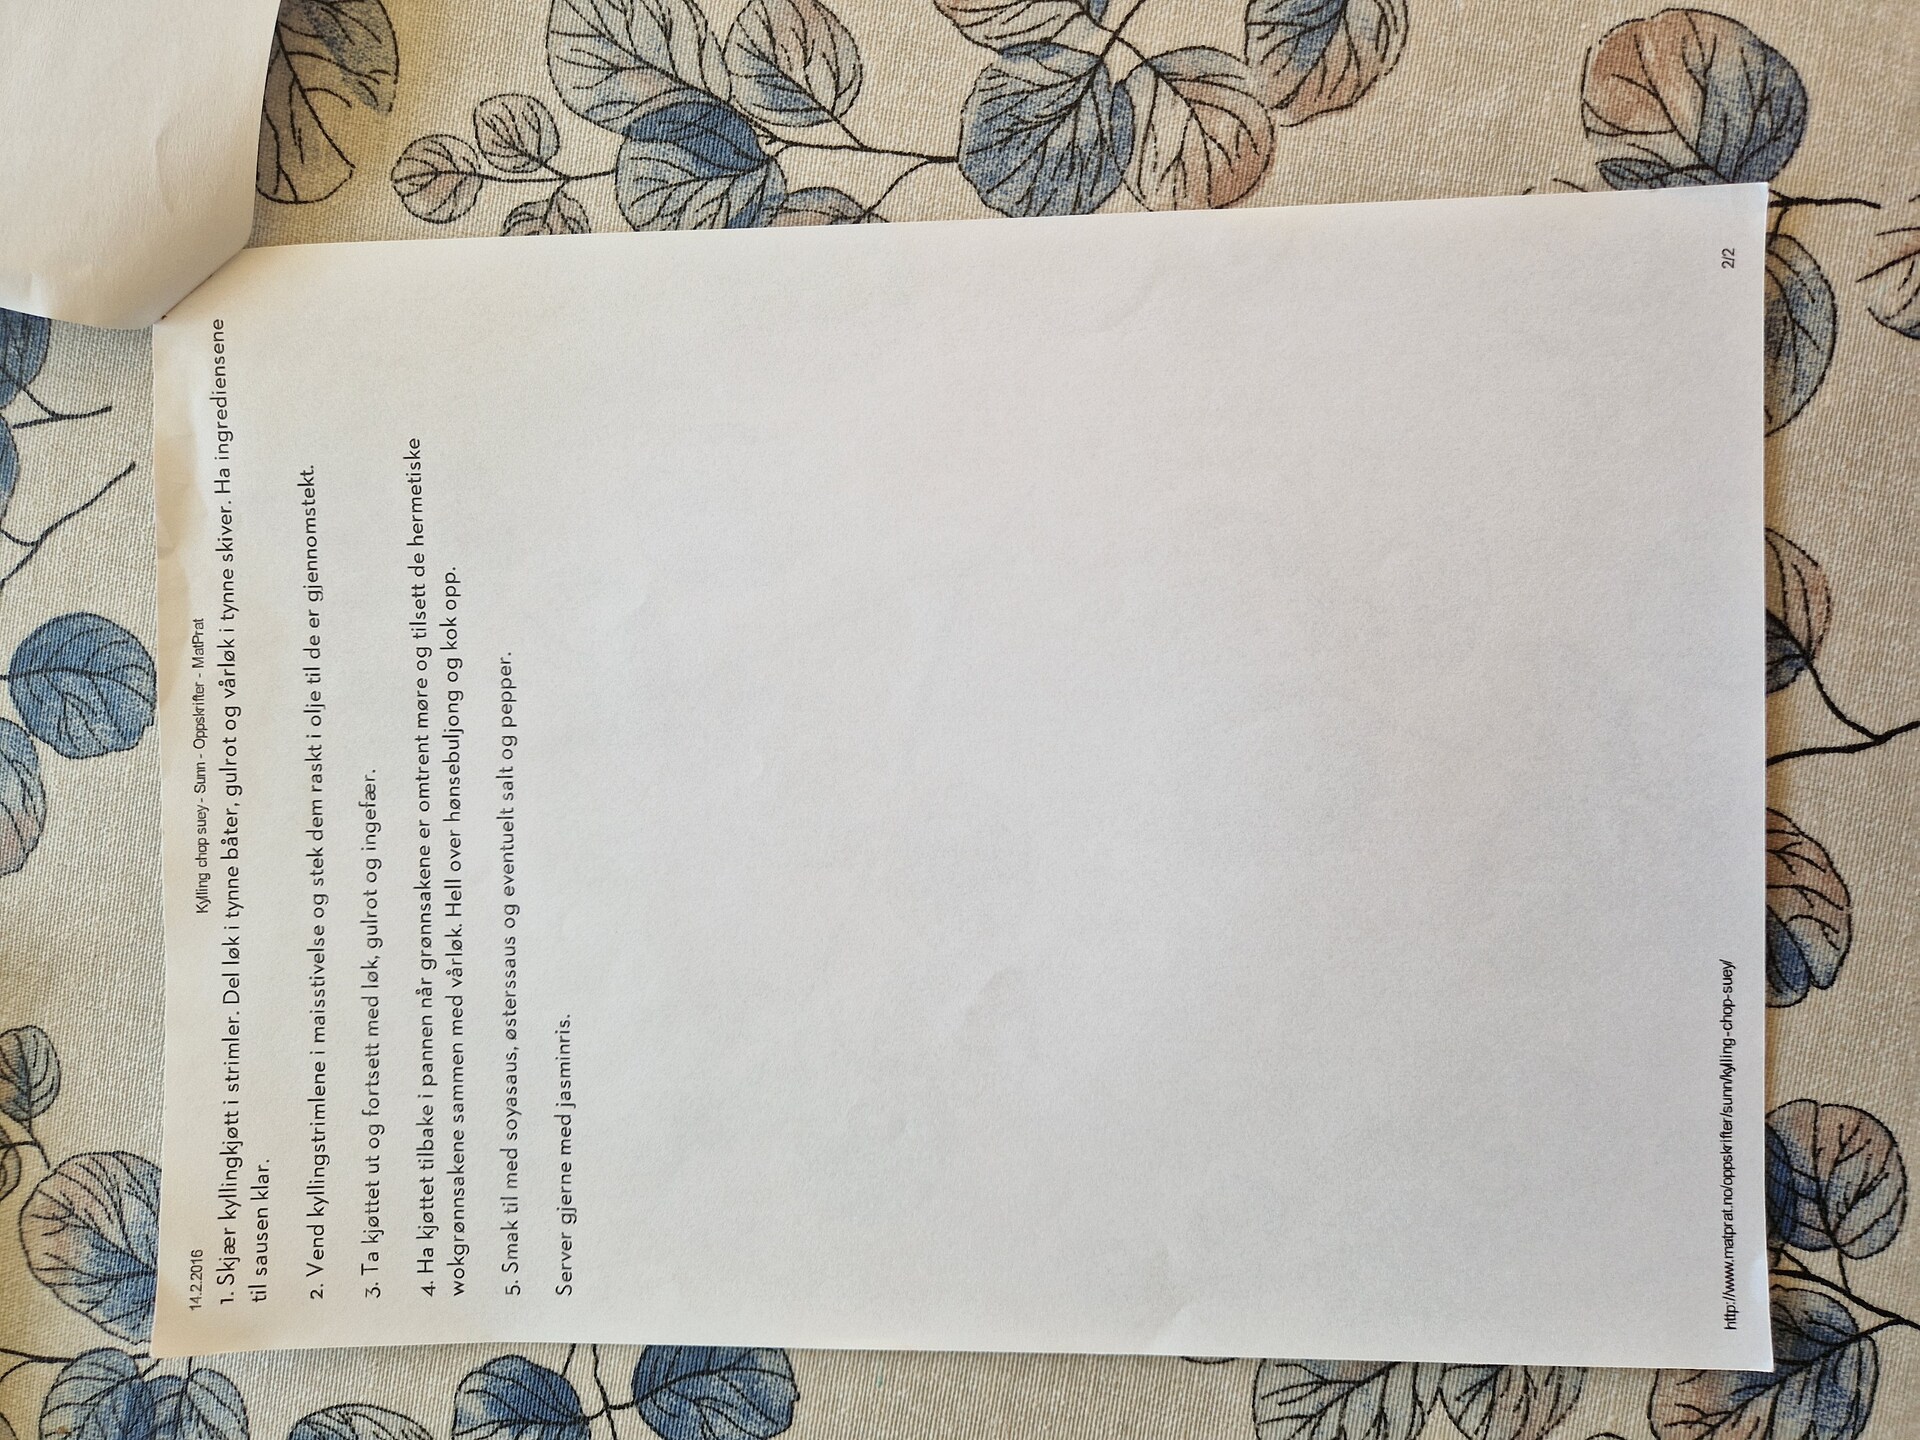 14.2.2016
Kylling chop suey - Sunn - Oppskrifter - MatPrat
1. Skjær kyllingkjøtt i strimler. Del løk i tynne båter, gulrot og vårløk i tynne skiver. Ha ingrediensene
til sausen klar.
2. Vend kyllingstrimlene i maisstivelse og stek dem raskt i olje til de er gjennomstekt.
3. Ta kjøttet ut og fortsett med løk, gulrot og ingefær.
4. Ha kjøttet tilbake i pannen når grønnsakene er omtrent møre og tilsett de hermetiske
wokgrønnsakene sammen med vårløk. Hell over hønsebuljong og kok opp.
5. Smak til med soyasaus, østerssaus og eventuelt salt og pepper.
Server gjerne med jasminris.
http://www.matprat.no/oppskrifter/sunn/kylling-chop-suey/
2/2